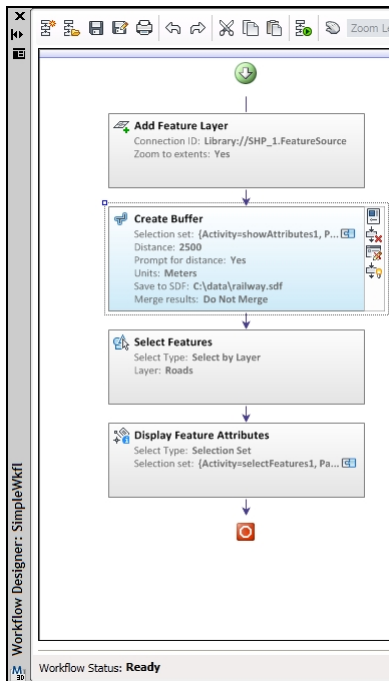 Zoom Le
Add Feature Layer
Connection ID: Library://SHP_1.FeatureSource
Zoom to extents: Yes
Create Buffer
Selection set: {Activity=showAttributes1, P...
Distance: 2500
Prompt for distance: Yes
Units: Meters
Save to SDF: C:\data\railway.sdf
Merge results: Do Not Merge
Select Features
Select Type: Select by Layer
Layer: Roads
Display Feature Attributes
Select Type: Selection Set
Selection set: {Activity=selectFeatures1, Pa...
Workflow Designer: SimpleWkfl
M
3D
Workflow Status: Ready